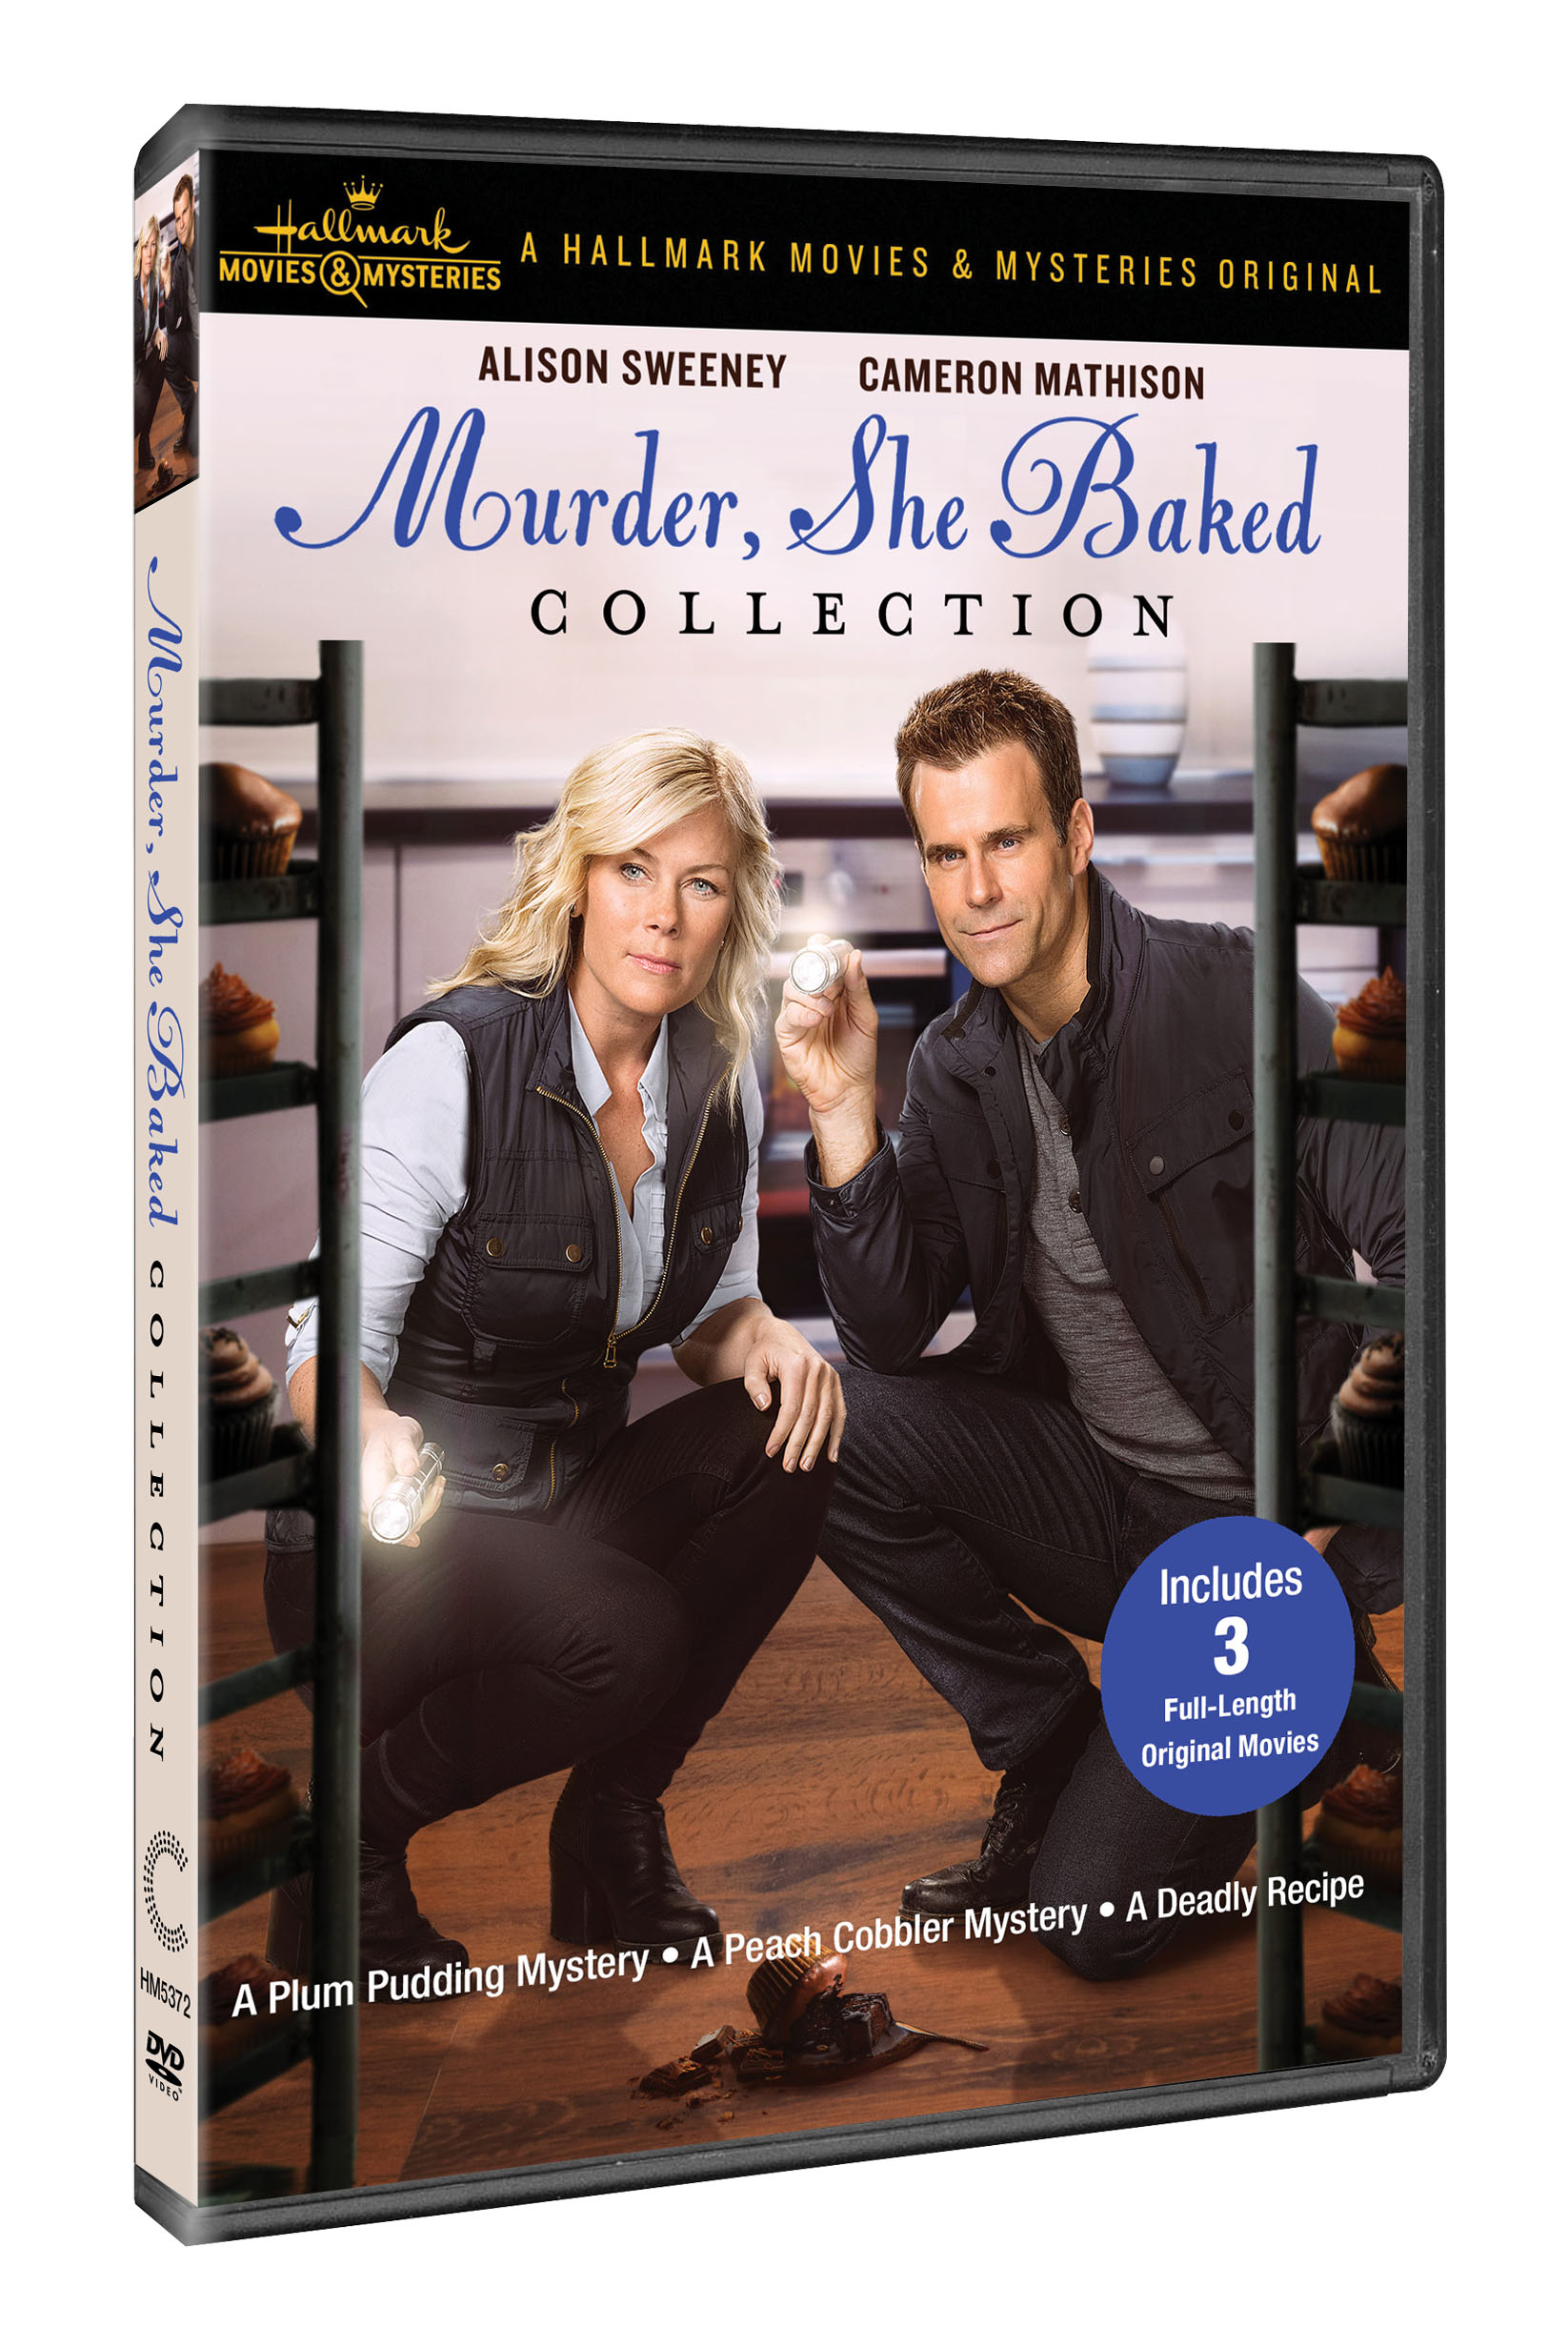 Hallmark
MOVIES & MYSTERIES
A HALLMARK MOVIES & MYSTERIES ORIGINAL
ALISON SWEENEY CAMERON MATHISON
Murder, She Baked
COLLECTION
Includes
3
Full-Length
Original Movies
A Plum Pudding Mystery • A Peach Cobbler Mystery • A Deadly Recipe
Murder, She Baked COLLECTION
HM5372
DVD
VIDEO